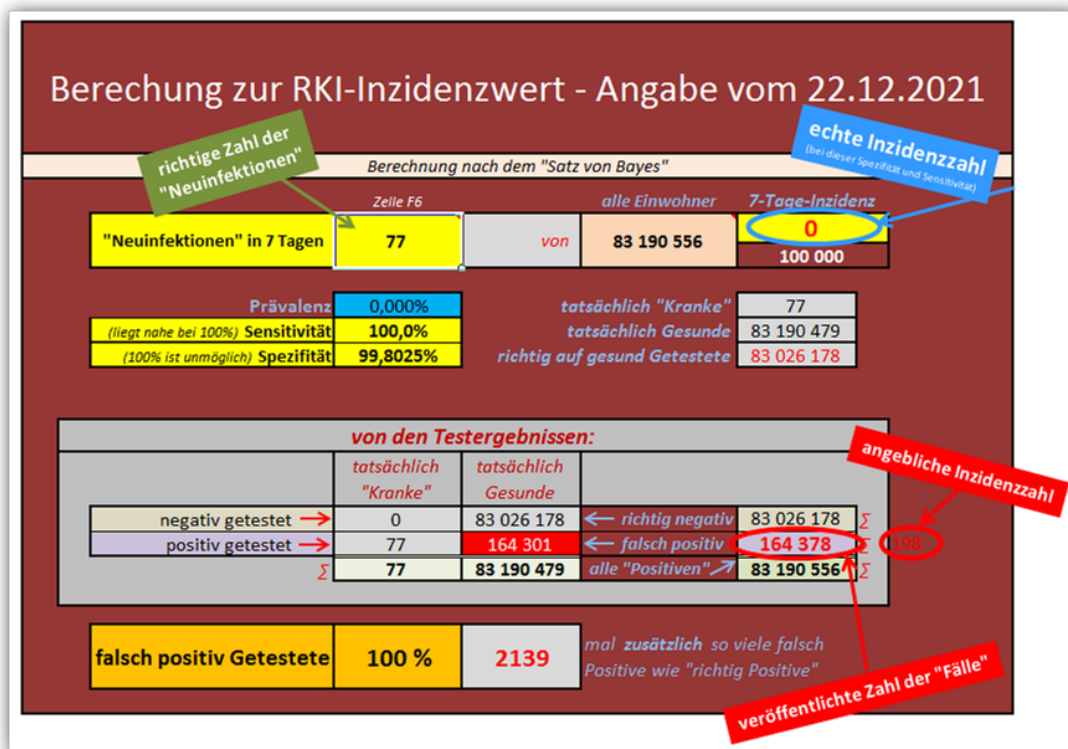 Berechung zur RKI-Inzidenzwert - Angabe vom 22.12.2021
richtige Zahl der
"Neuinfektionen"
echte Inzidenzzahl
(bei dieser Spezifität und Sensitivität)
Berechnung nach dem "Satz von Bayes"
Zelle F6
alle Einwohner
7-Tage-Inzidenz
"Neuinfektionen" in 7 Tagen 77 von 83 190 556 0
100 000
Prävalenz 0,000% tatsächlich "Kranke" 77
(liegt nahe bei 100%) Sensitivität 100,0% tatsächlich Gesunde 83 190 479
(100% ist unmöglich) Spezifität 99,8025% richtig auf gesund Getestete 83 026 178
von den Testergebnissen:
angebliche Inzidenzzahl
tatsächlich tatsächlich
"Kranke" Gesunde
negativ getestet → 0 83 026 178 ← richtig negativ 83 026 178 Σ
positiv getestet → 77 164 301 ← falsch positiv 164 378 Σ 198
Σ 77 83 190 479 alle "Positiven" ↗ 83 190 556 Σ
falsch positiv Getestete 100 % 2139
mal zusätzlich so viele falsch
Positive wie "richtig Positive"
veröffentlichte Zahl der "Fälle"